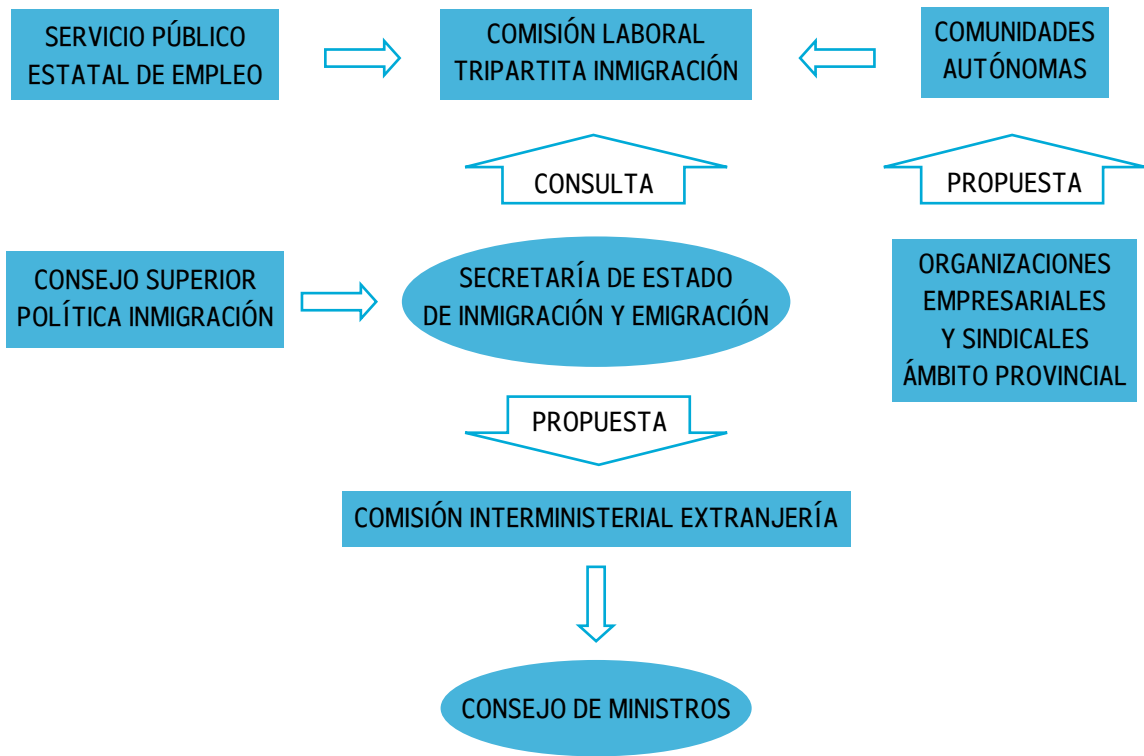 SERVICIO PÚBLICO
ESTATAL DE EMPLEO
COMISIÓN LABORAL
TRIPARTITA INMIGRACIÓN
COMUNIDADES
AUTÓNOMAS
CONSULTA
PROPUESTA
CONSEJO SUPERIOR
POLÍTICA INMIGRACIÓN
SECRETARÍA DE ESTADO
DE INMIGRACIÓN Y EMIGRACIÓN
ORGANIZACIONES
EMPRESARIALES
Y SINDICALES
ÁMBITO PROVINCIAL
PROPUESTA
COMISIÓN INTERMINISTERIAL EXTRANJERÍA
CONSEJO DE MINISTROS